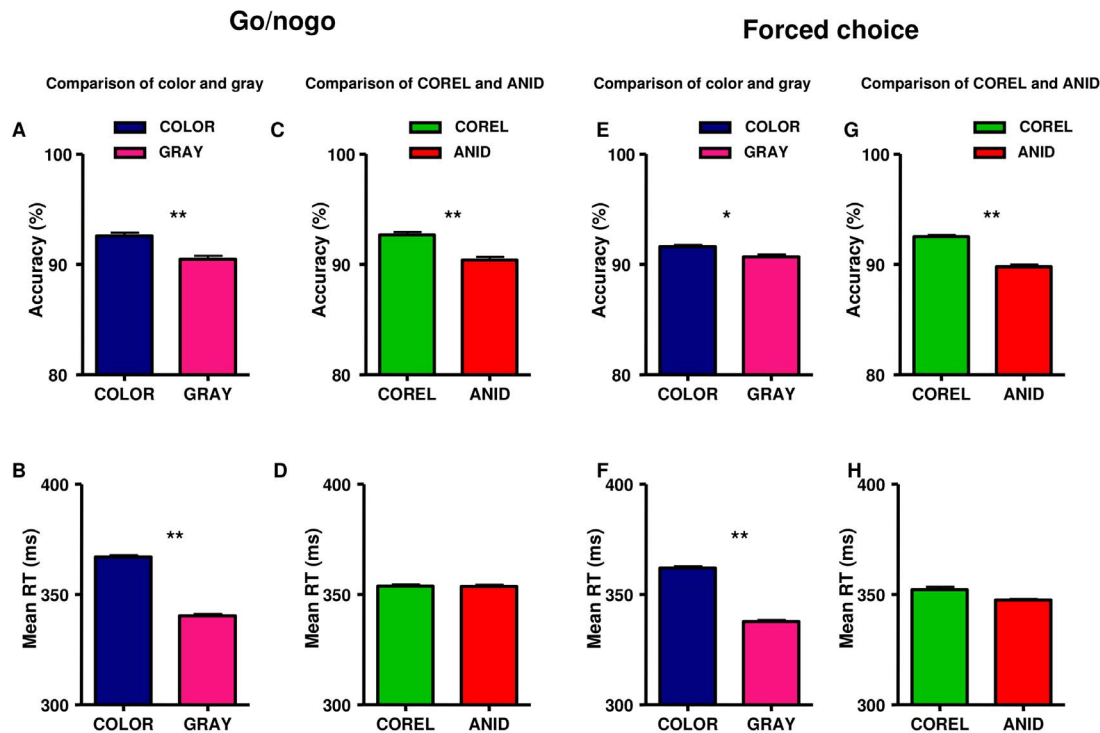 Go/nogo
Forced choice
Comparison of color and gray
Comparison of COREL and ANID
Comparison of color and gray
Comparison of COREL and ANID
A
COLOR
GRAY
100
90
80
Accuracy (%)
**
COLOR GRAY
C
COREL
ANID
100
90
80
Accuracy (%)
**
COREL ANID
E
COLOR
GRAY
100
90
80
Accuracy (%)
*
COLOR GRAY
G
COREL
ANID
100
90
80
Accuracy (%)
**
COREL ANID
B
400
350
300
Mean RT (ms)
**
COLOR GRAY
D
400
350
300
Mean RT (ms)
COREL ANID
F
400
350
300
Mean RT (ms)
**
COLOR GRAY
H
400
350
300
Mean RT (ms)
COREL ANID